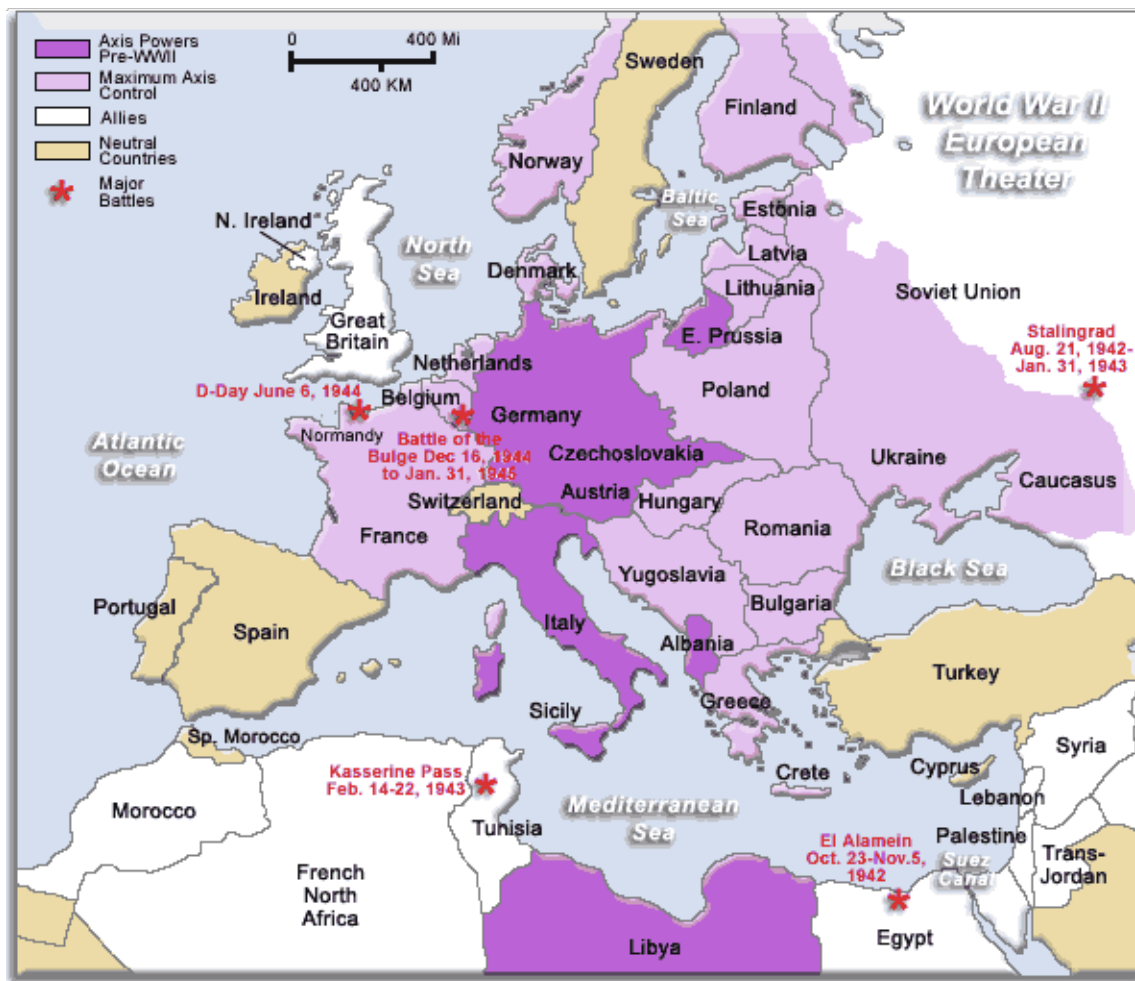 Axis Powers
Pre-WWII
Maximum Axis
Control
Allies
Neutral
Countries
Major
Battles
0 400 Mi
400 KM
World War II
European
Theater
Sweden
Finland
Norway
Baltic
Sea
Estonia
Latvia
Lithuania
N. Ireland
Ireland
North
Sea
Denmark
Great
Britain
Soviet Union
Stalingrad
Aug. 21, 1942-
Jan. 31, 1943
E. Prussia
Netherlands
Poland
D-Day June 6, 1944
Belgium
Germany
Normandy
Battle of the
Bulge Dec 16, 1944
to Jan. 31, 1945
Atlantic
Ocean
Czechoslovakia
Ukraine
Caucasus
Switzerland
Austria
Hungary
France
Romania
Black Sea
Yugoslavia
Bulgaria
Portugal
Spain
Italy
Albania
Turkey
Greece
Sicily
Sp. Morocco
Syria
Cyprus
Crete
Lebanon
Kasserine Pass
Feb. 14-22, 1943
Morocco
Mediterranean
Sea
Tunisia
Palestine
El Alamein
Oct. 23-Nov.5,
1942
Suez
Canal
Trans-
Jordan
French
North
Africa
Libya
Egypt